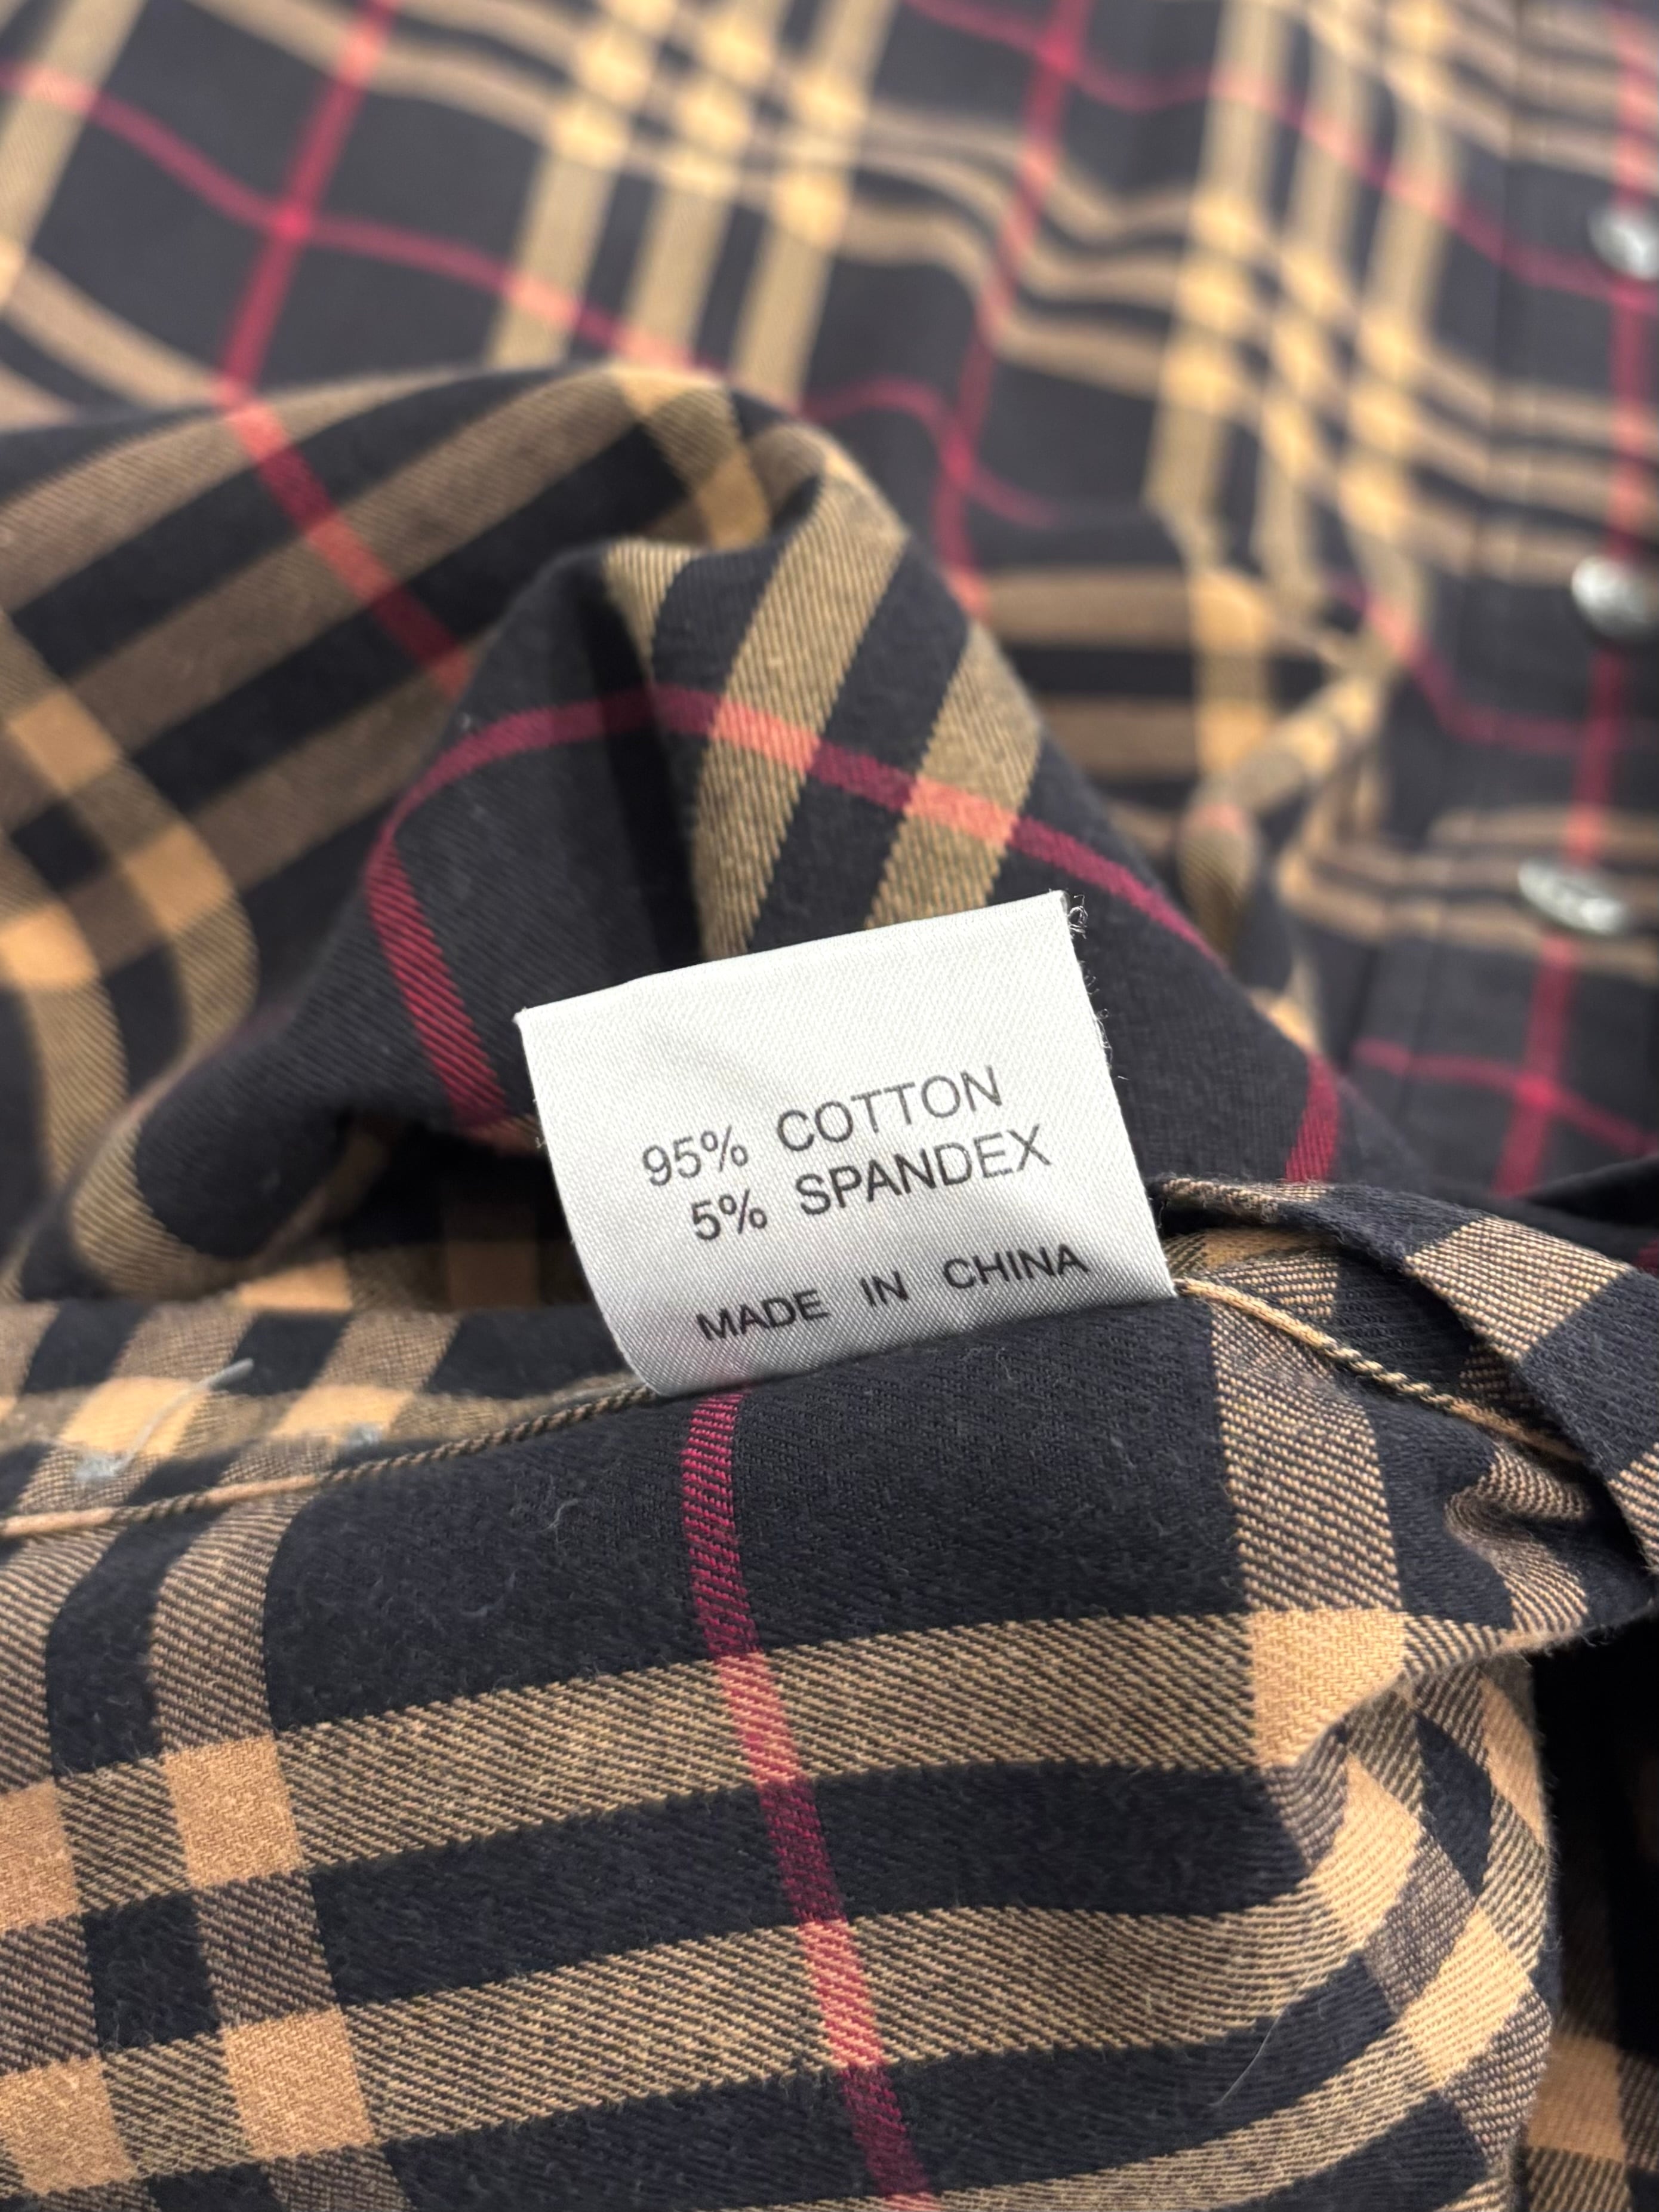 95% COTTON
5% SPANDEX
MADE IN CHINA